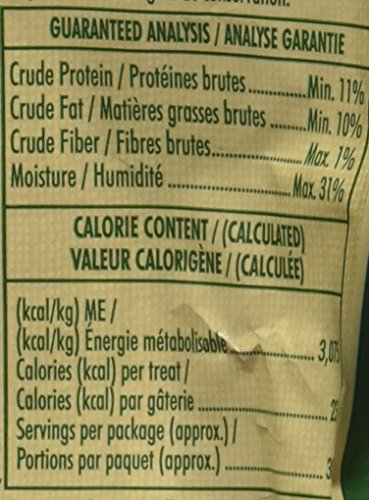 conservation.
GUARANTEED ANALYSIS / ANALYSE GARANTIE
Crude Protein / Protéines brutes ............Min. 11%
Crude Fat / Matières grasses brutes ........Min. 10%
Crude Fiber / Fibres brutes................... Max. 1%
Moisture / Humidité ..........................Max. 31%
CALORIE CONTENT / (CALCULATED)
VALEUR CALORIGÈNE / (CALCULÉE)
(kcal/kg) ME /
(kcal/kg) Énergie métabolisable...............
Calories (kcal) per treat /
Calories (kcal) par gâterie ........................
Servings per package (approx.) /
Portions par paquet (approx.) ....................